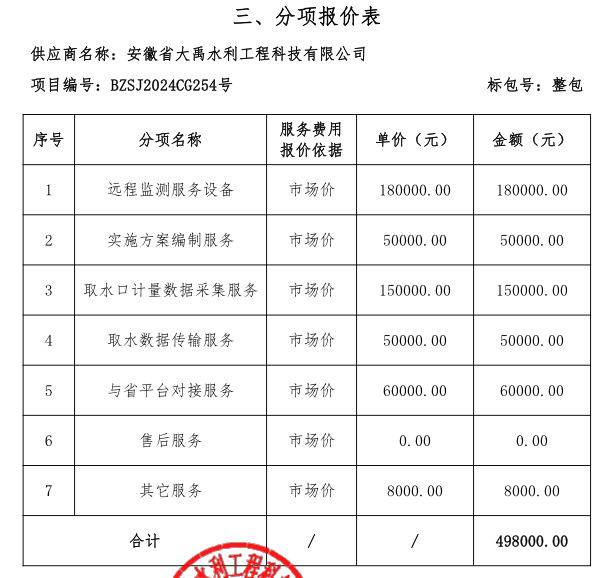 三、分项报价表
供应商名称：安徽省大禹水利工程科技有限公司
项目编号：BZSJ2024CG254号 标包号：整包
序号 分项名称 服务费用报价依据 单价（元） 金额（元）
1 远程监测服务设备 市场价 180000.00 180000.00
2 实施方案编制服务 市场价 50000.00 50000.00
3 取水口计量数据采集服务 市场价 150000.00 150000.00
4 取水数据传输服务 市场价 50000.00 50000.00
5 与省平台对接服务 市场价 60000.00 60000.00
6 售后服务 市场价 0.00 0.00
7 其它服务 市场价 8000.00 8000.00
合计 / / 498000.00
水利工程科